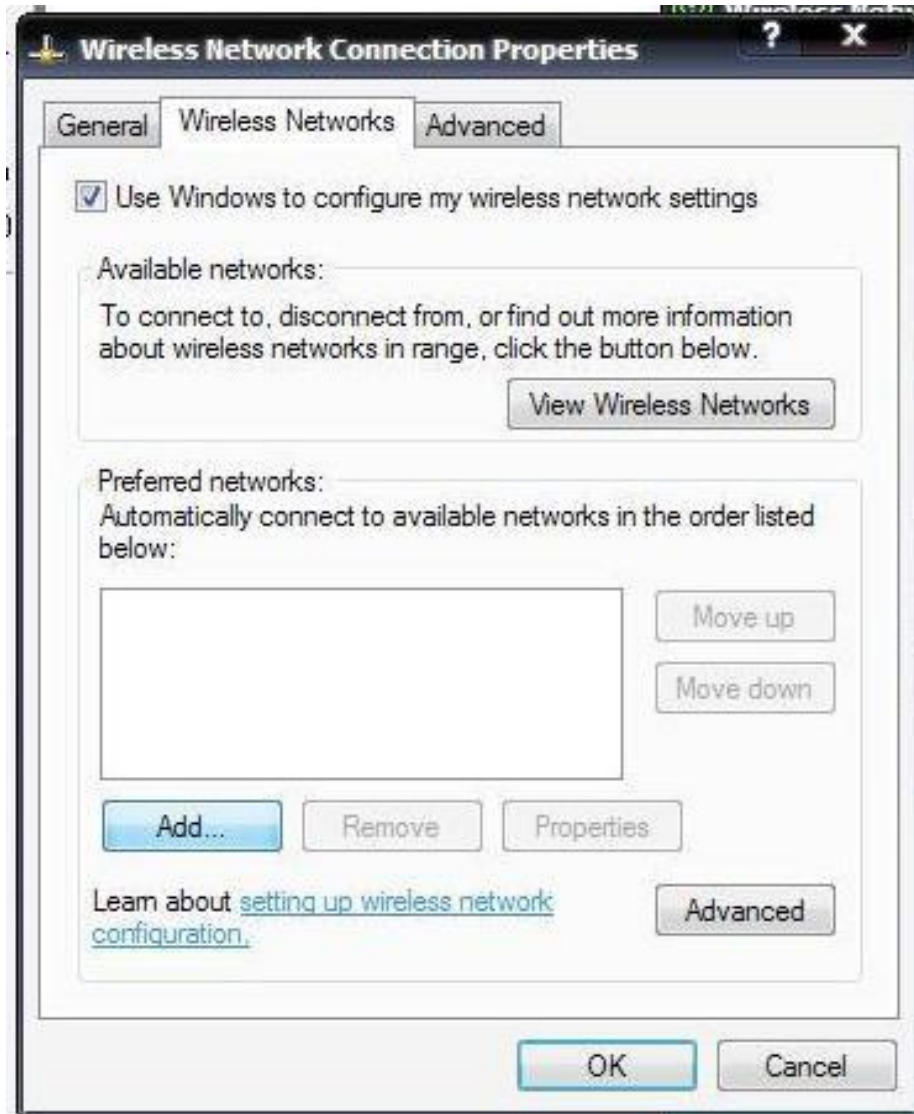 Wireless Network Connection Properties
?
X
General
Wireless Networks
Advanced
Use Windows to configure my wireless network settings
Available networks:
To connect to, disconnect from, or find out more information
about wireless networks in range, click the button below.
View Wireless Networks
Preferred networks:
Automatically connect to available networks in the order listed
below:
Move up
Move down
Add...
Remove
Properties
Learn about setting up wireless network
configuration.
Advanced
OK
Cancel